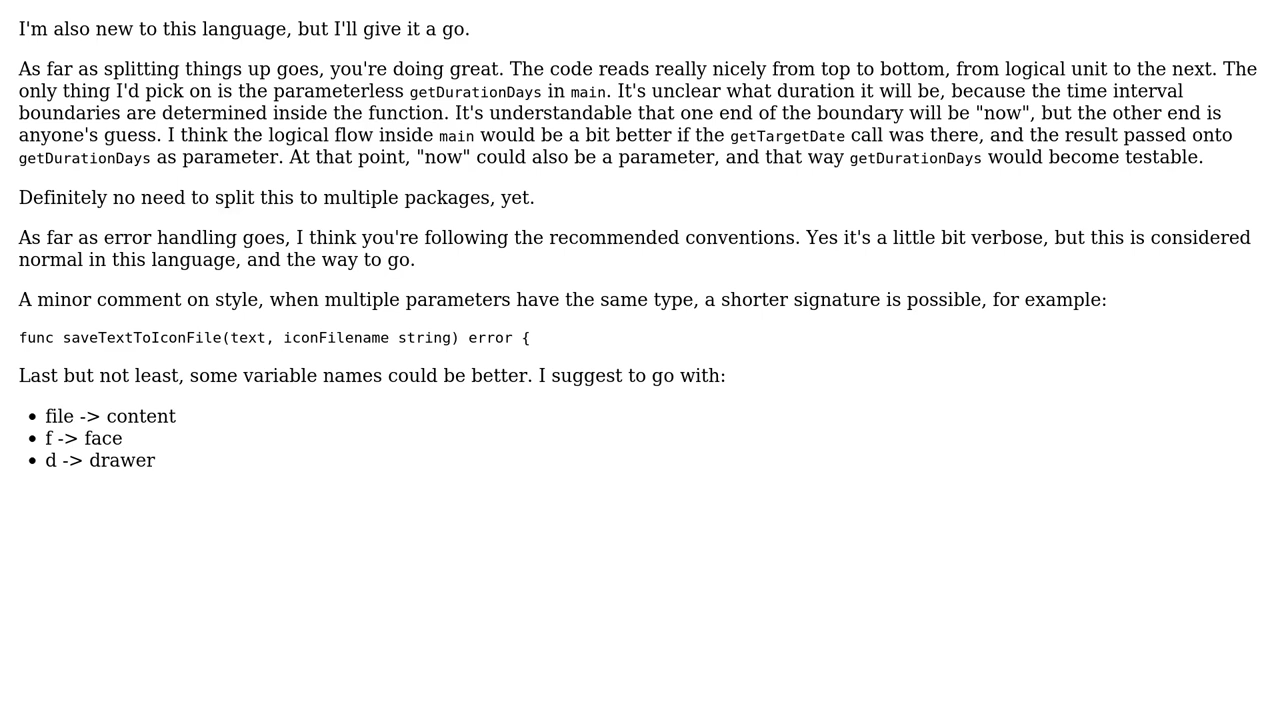 I'm also new to this language, but I'll give it a go.
As far as splitting things up goes, you're doing great. The code reads really nicely from top to bottom, from logical unit to the next. The
only thing I'd pick on is the parameterless getDurationDays in main. It's unclear what duration it will be, because the time interval
boundaries are determined inside the function. It's understandable that one end of the boundary will be "now", but the other end is
anyone's guess. I think the logical flow inside main would be a bit better if the getTargetDate call was there, and the result passed onto
getDurationDays as parameter. At that point, "now" could also be a parameter, and that way getDurationDays would become testable.
Definitely no need to split this to multiple packages, yet.
As far as error handling goes, I think you're following the recommended conventions. Yes it's a little bit verbose, but this is considered
normal in this language, and the way to go.
A minor comment on style, when multiple parameters have the same type, a shorter signature is possible, for example:
func saveTextToIconFile(text, iconFilename string) error {
Last but not least, some variable names could be better. I suggest to go with:
• file -> content
• f -> face
• d -> drawer